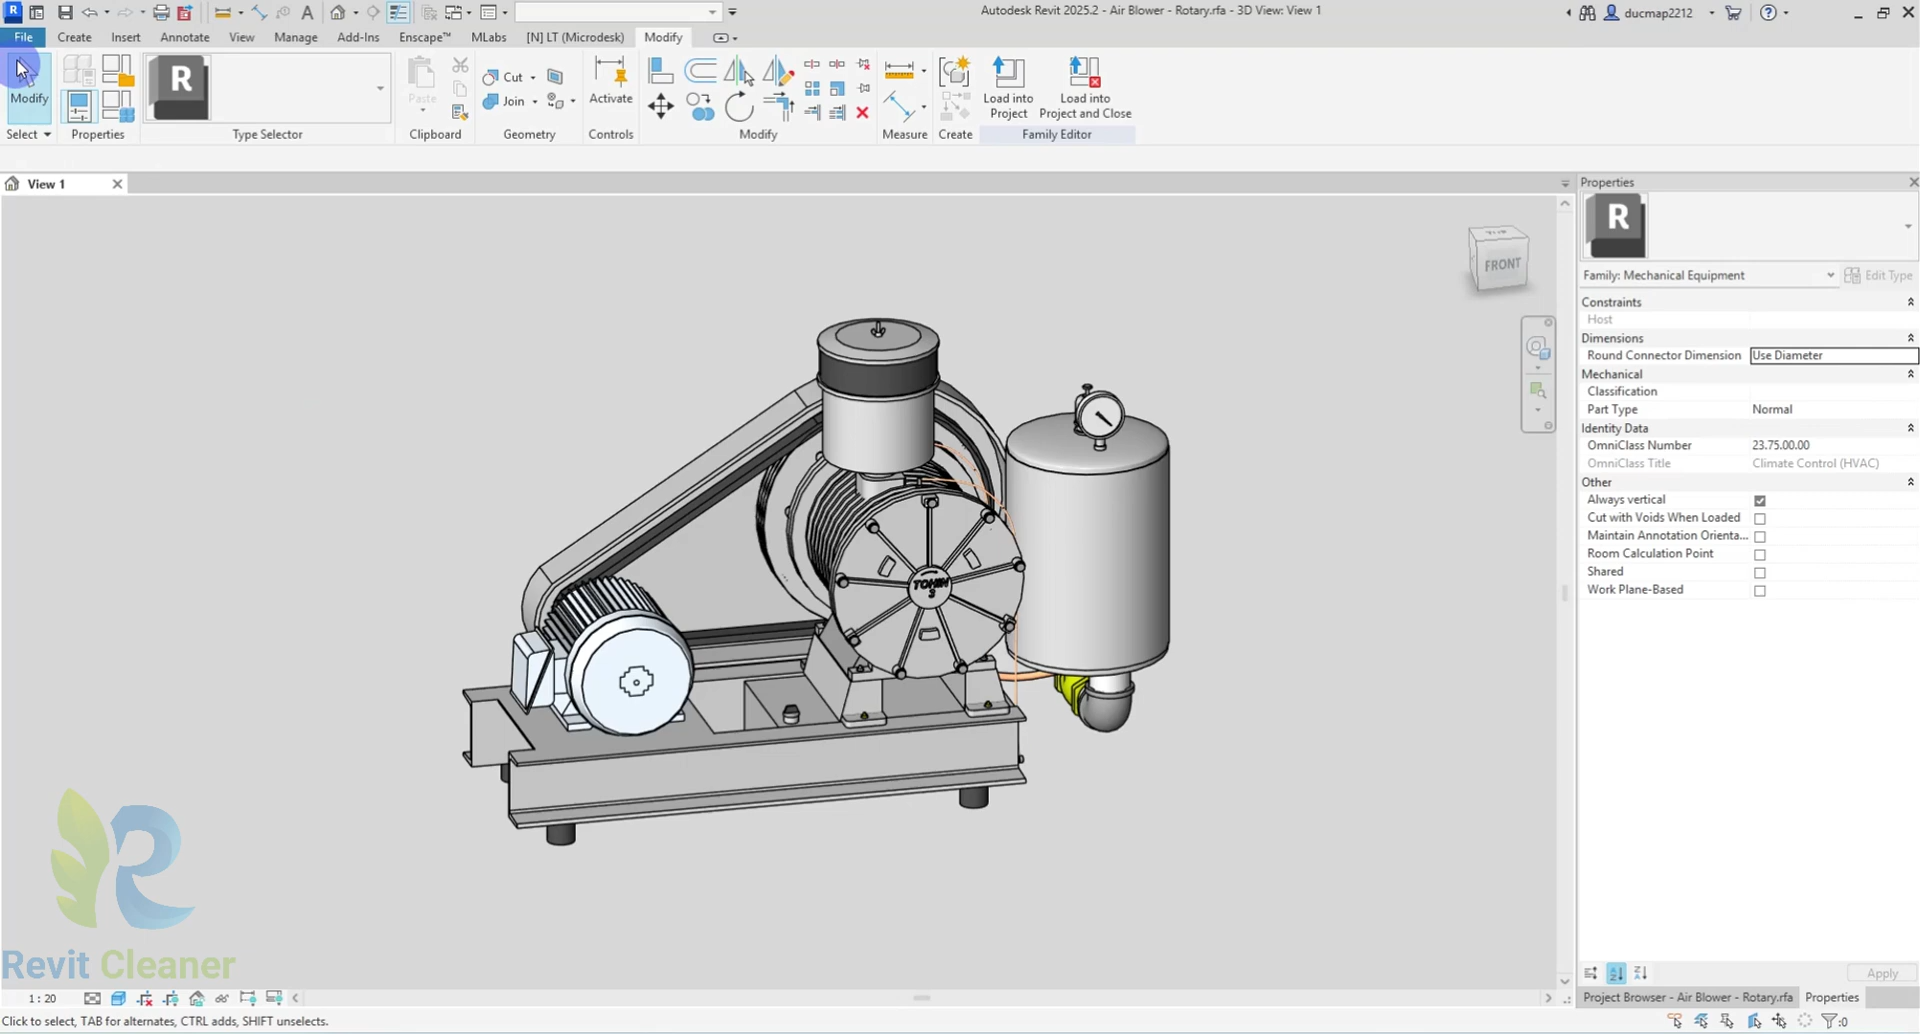 Autodesk Revit 2025.2 - Air Blower - Rotary.rfa - 3D View: View 1
ducmap2212
File Create Insert Annotate View Manage Add-Ins Enscape™ MLabs [N] LT (Microdesk) Modify
Modify
Paste
Cut
Join
Activate
Load into
Project
Load into
Project and Close
Select
Properties
Type Selector
Clipboard
Geometry
Controls
Modify
Measure
Create
Family Editor
View 1
FRONT
TOHIN
3
Properties
Family: Mechanical Equipment
Edit Type
Constraints
Host
Dimensions
Round Connector Dimension Use Diameter
Mechanical
Classification
Part Type Normal
Identity Data
OmniClass Number 23.75.00.00
OmniClass Title Climate Control (HVAC)
Other
Always vertical
Cut with Voids When Loaded
Maintain Annotation Orienta...
Room Calculation Point
Shared
Work Plane-Based
Apply
Project Browser - Air Blower - Rotary.rfa Properties
Revit Cleaner
1 : 20
Click to select, TAB for alternates, CTRL adds, SHIFT unselects.
:0